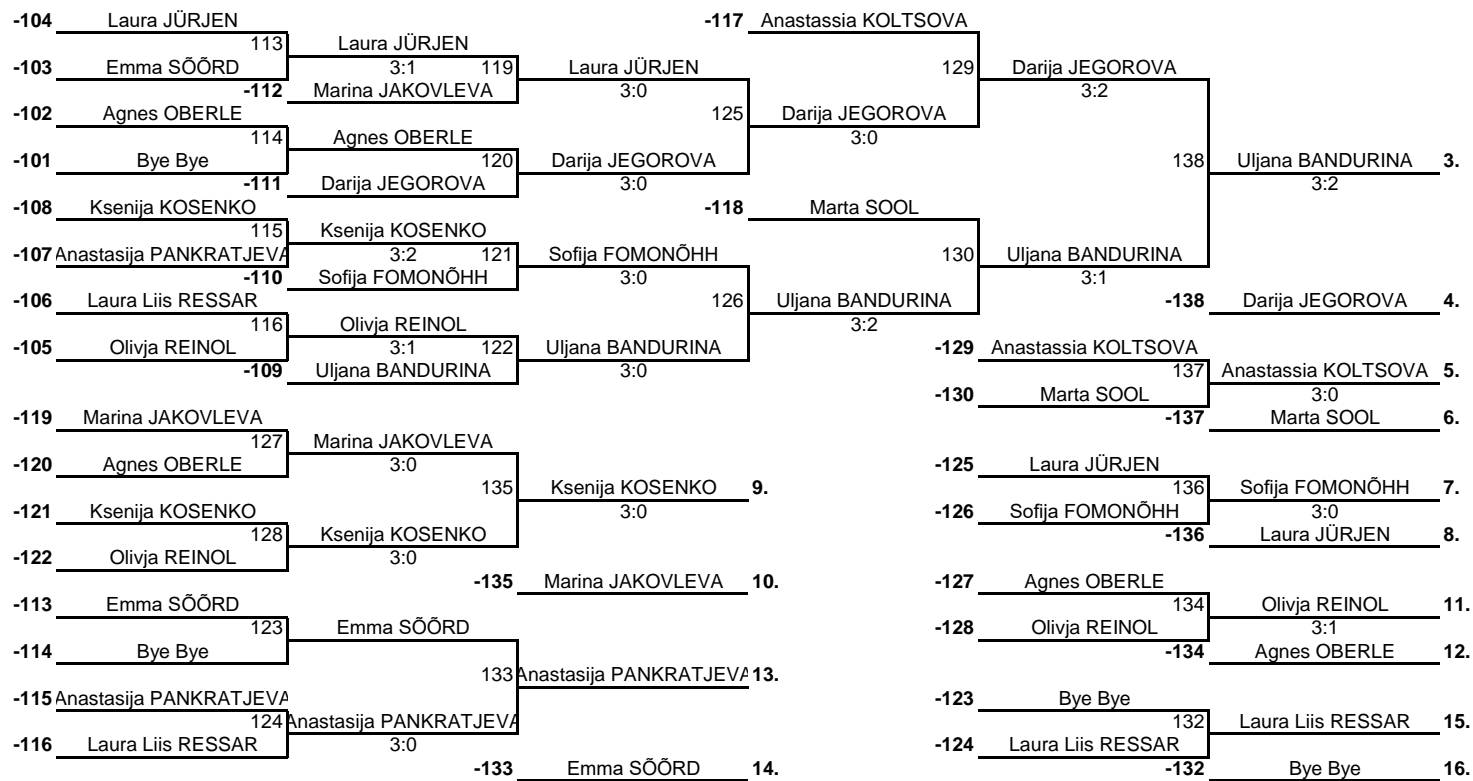 -104 Laura JÜRJEN -117 Anastassia KOLTSOVA
113 Laura JÜRJEN
-103 Emma SÕÕRD 3:1 119 Laura JÜRJEN 129 Darija JEGOROVA
-112 Marina JAKOVLEVA 3:0 3:2
-102 Agnes OBERLE 125 Darija JEGOROVA
114 Agnes OBERLE 3:0
-101 Bye Bye 120 Darija JEGOROVA 138 Uljana BANDURINA 3.
-111 Darija JEGOROVA 3:0 3:2
-108 Ksenija KOSENKO -118 Marta SOOL
115 Ksenija KOSENKO
-107 Anastasija PANKRATJEVA 3:2 121 Sofija FOMONÕHH 130 Uljana BANDURINA
-110 Sofija FOMONÕHH 3:0 3:1
-106 Laura Liis RESSAR 126 Uljana BANDURINA -138 Darija JEGOROVA 4.
116 Olivja REINOL 3:2
-105 Olivja REINOL 3:1 122 Uljana BANDURINA -129 Anastassia KOLTSOVA
-109 Uljana BANDURINA 3:0 137 Anastassia KOLTSOVA 5.
-130 Marta SOOL 3:0
-119 Marina JAKOVLEVA -137 Marta SOOL 6.
127 Marina JAKOVLEVA
-120 Agnes OBERLE 3:0 -125 Laura JÜRJEN
135 Ksenija KOSENKO 9. 136 Sofija FOMONÕHH 7.
-121 Ksenija KOSENKO 3:0 -126 Sofija FOMONÕHH 3:0
128 Ksenija KOSENKO -136 Laura JÜRJEN 8.
-122 Olivja REINOL 3:0
-135 Marina JAKOVLEVA 10. -127 Agnes OBERLE
-113 Emma SÕÕRD 134 Olivja REINOL 11.
123 Emma SÕÕRD -128 Olivja REINOL 3:1
-114 Bye Bye -134 Agnes OBERLE 12.
133 Anastasija PANKRATJEVA 13.
-115 Anastasija PANKRATJEVA -123 Bye Bye
124 Anastasija PANKRATJEVA 132 Laura Liis RESSAR 15.
-116 Laura Liis RESSAR 3:0 -124 Laura Liis RESSAR
-133 Emma SÕÕRD 14. -132 Bye Bye 16.